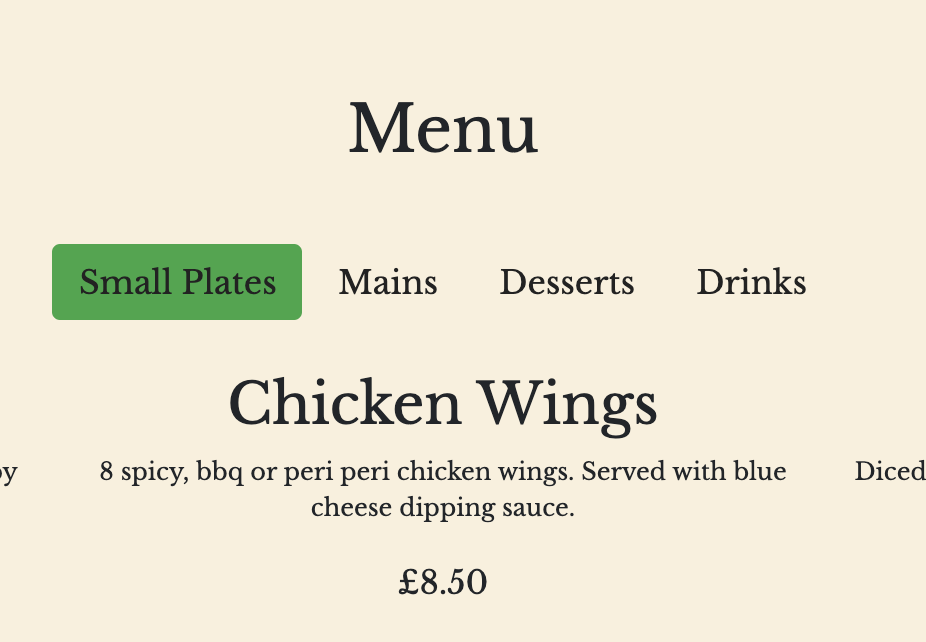 Menu
Small Plates Mains Desserts Drinks
Chicken Wings
8 spicy, bbq or peri peri chicken wings. Served with blue Diced
cheese dipping sauce.
£8.50